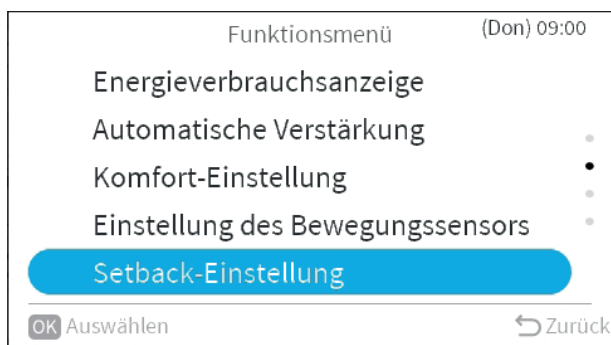 Funktionsmenü (Don) 09:00
Energieverbrauchsanzeige
Automatische Verstärkung
Komfort-Einstellung
Einstellung des Bewegungssensors
Setback-Einstellung
OK Auswählen Zurück